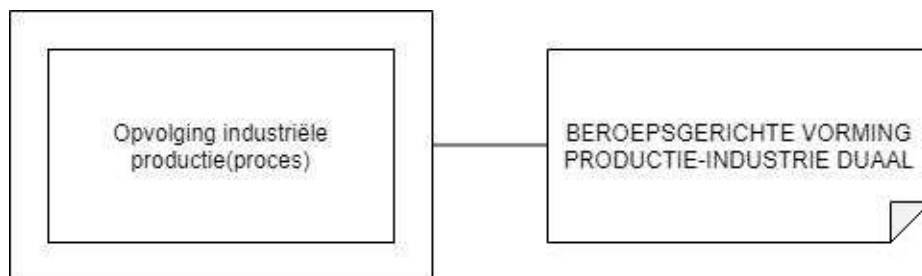 Opvolging industriële
productie(proces)
BEROEPSGERICHTE VORMING
PRODUCTIE-INDUSTRIE DUAAL